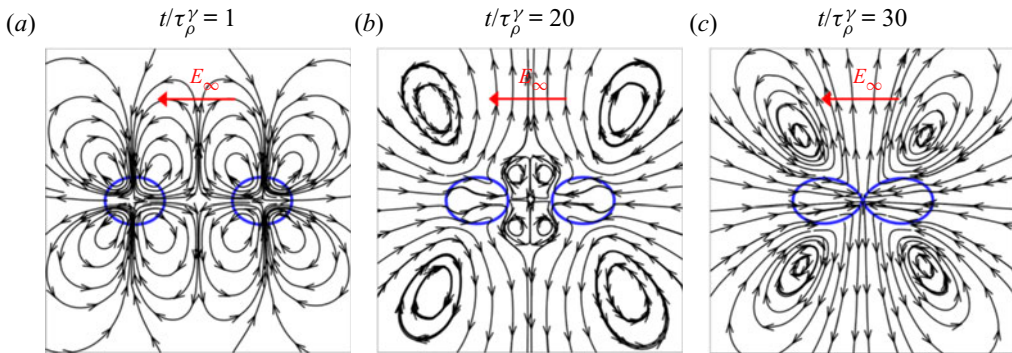 (a) t/τ_ρ^γ = 1
(b) t/τ_ρ^γ = 20
(c) t/τ_ρ^γ = 30
E_∞
E_∞
E_∞